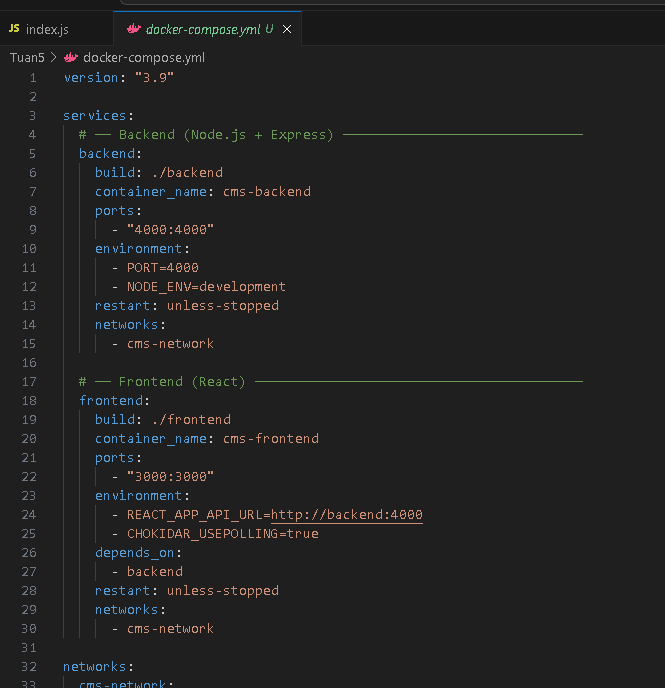 index.js
docker-compose.yml U
Tuan5 > docker-compose.yml
1 version: "3.9"
2
3 services:
4 # ── Backend (Node.js + Express) ──────────────────────────────
5 backend:
6 build: ./backend
7 container_name: cms-backend
8 ports:
9 - "4000:4000"
10 environment:
11 - PORT=4000
12 - NODE_ENV=development
13 restart: unless-stopped
14 networks:
15 - cms-network
16
17 # ── Frontend (React) ─────────────────────────────────────────
18 frontend:
19 build: ./frontend
20 container_name: cms-frontend
21 ports:
22 - "3000:3000"
23 environment:
24 - REACT_APP_API_URL=http://backend:4000
25 - CHOKIDAR_USEPOLLING=true
26 depends_on:
27 - backend
28 restart: unless-stopped
29 networks:
30 - cms-network
31
32 networks:
33 cms-network: